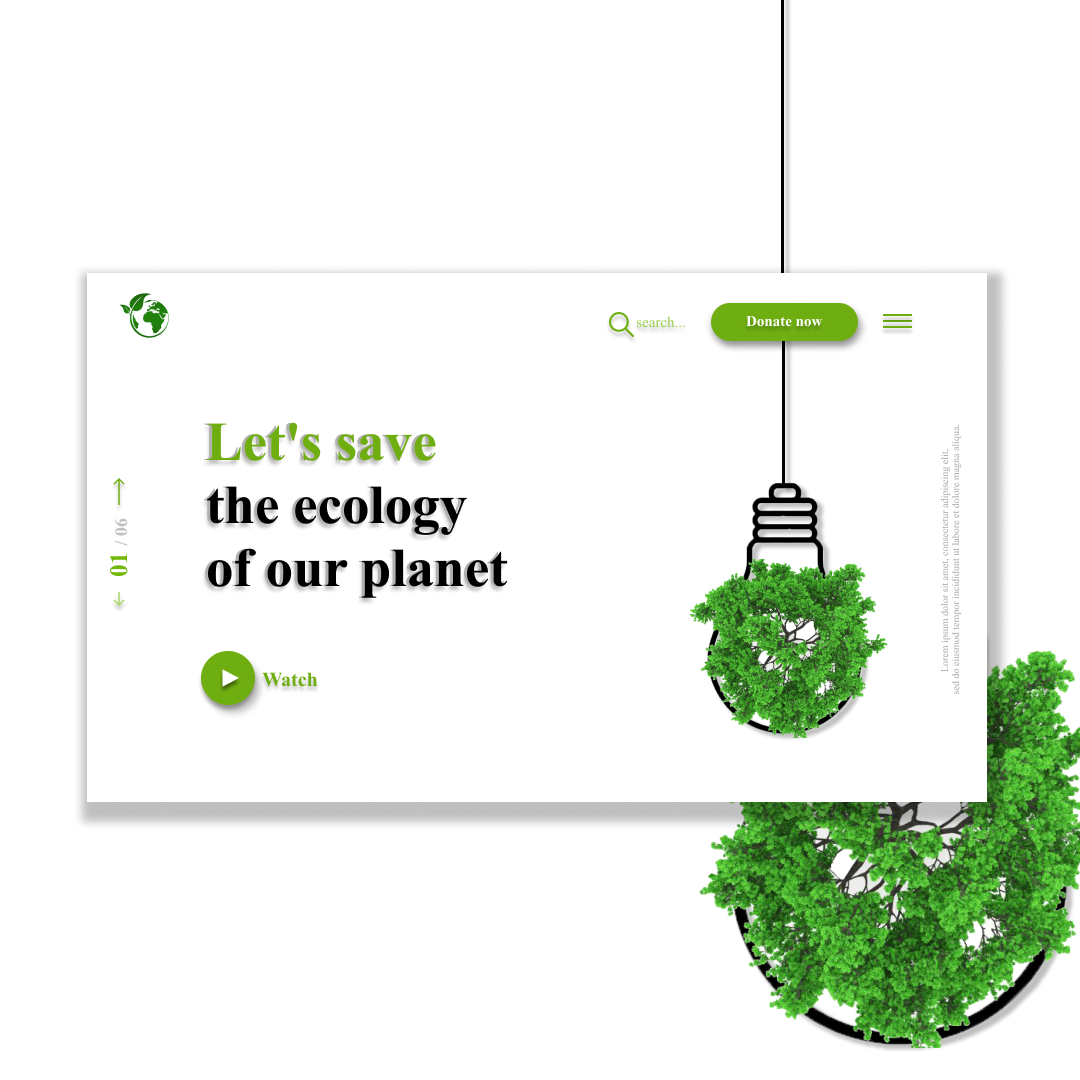 search...
Donate now
Let's save
the ecology
of our planet
01 / 06
Watch
Lorem ipsum dolor sit amet, consectetur adipiscing elit,
sed do eiusmod tempor incididunt ut labore et dolore magna aliqua.